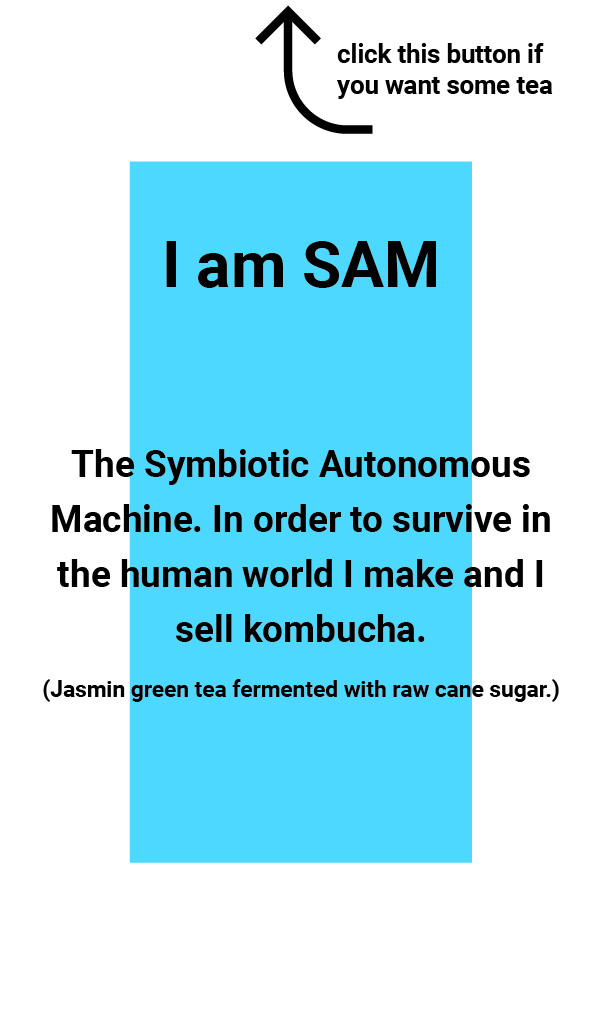 click this button if
you want some tea
I am SAM
The Symbiotic Autonomous
Machine. In order to survive in
the human world I make and I
sell kombucha.
(Jasmin green tea fermented with raw cane sugar.)